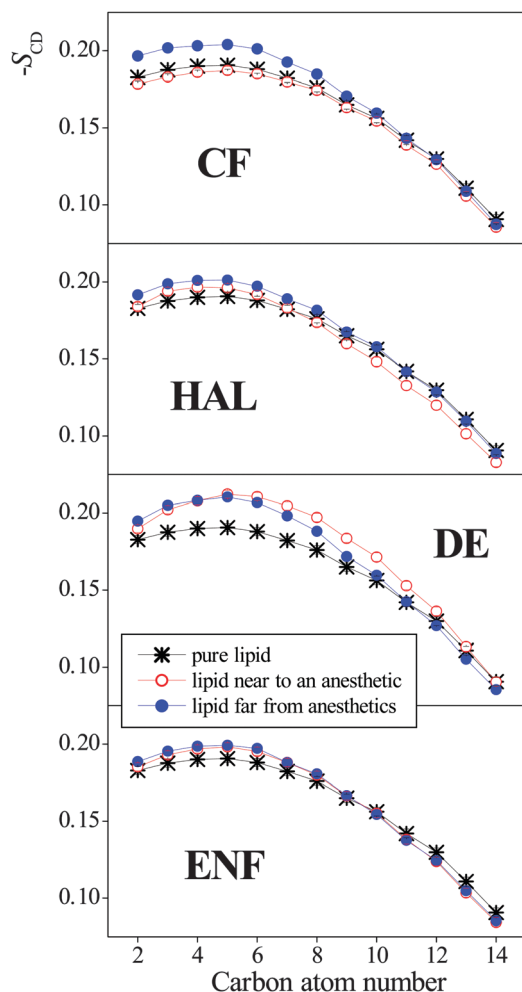 -S_CD
0.20
0.15
0.10
CF
0.20
0.15
0.10
HAL
0.20
0.15
0.10
DE
pure lipid
lipid near to an anesthetic
lipid far from anesthetics
0.20
0.15
0.10
ENF
2 4 6 8 10 12 14
Carbon atom number